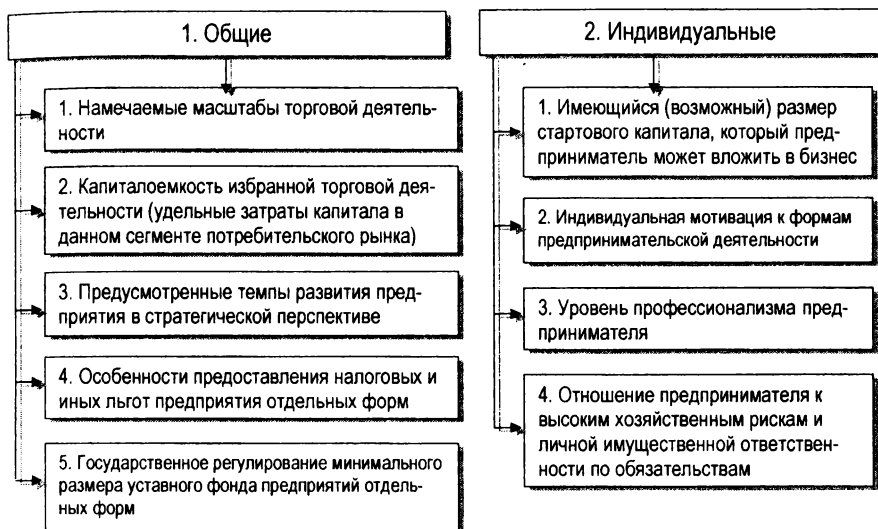 1. Общие
1. Намечаемые масштабы торговой деятель-
ности
2. Капиталоемкость избранной торговой дея-
тельности (удельные затраты капитала в
данном сегменте потребительского рынка)
3. Предусмотренные темпы развития пред-
приятия в стратегической перспективе
4. Особенности предоставления налоговых и
иных льгот предприятия отдельных форм
5. Государственное регулирование минимального
размера уставного фонда предприятий отдель-
ных форм
2. Индивидуальные
1. Имеющийся (возможный) размер
стартового капитала, который пред-
приниматель может вложить в бизнес
2. Индивидуальная мотивация к формам
предпринимательской деятельности
3. Уровень профессионализма пред-
принимателя
4. Отношение предпринимателя к
высоким хозяйственным рискам и
личной имущественной ответствен-
ности по обязательствам